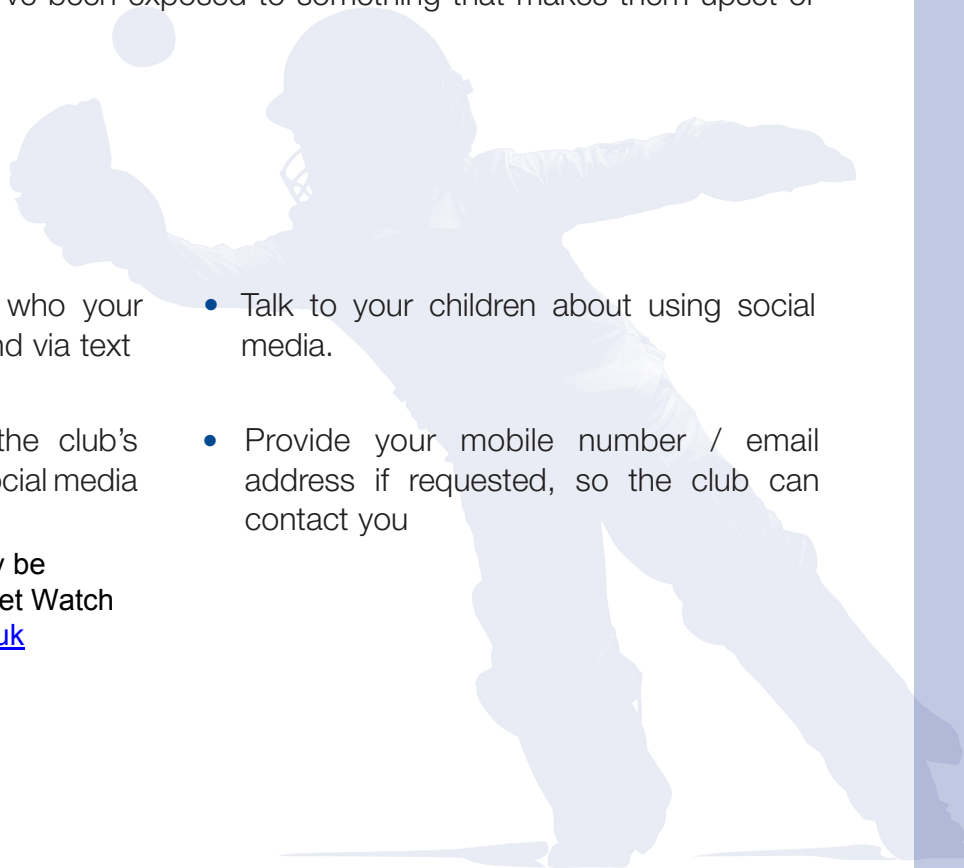 been exposed to something that makes them upset or
who your
nd via text
the club's
ocial media
y be
et Watch
uk
• Talk to your children about using social
media.
• Provide your mobile number / email
address if requested, so the club can
contact you